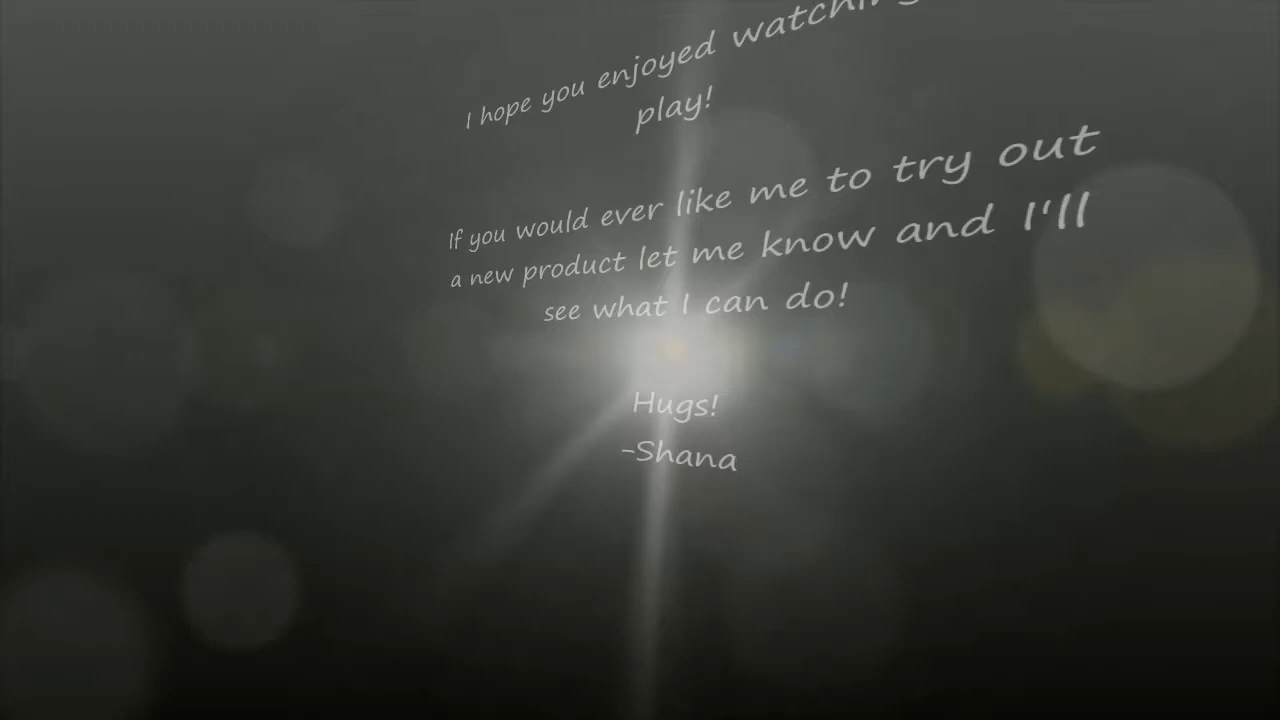 I hope you enjoyed watching
play!
If you would ever like me to try out
a new product let me know and I'll
see what I can do!
Hugs!
-Shana